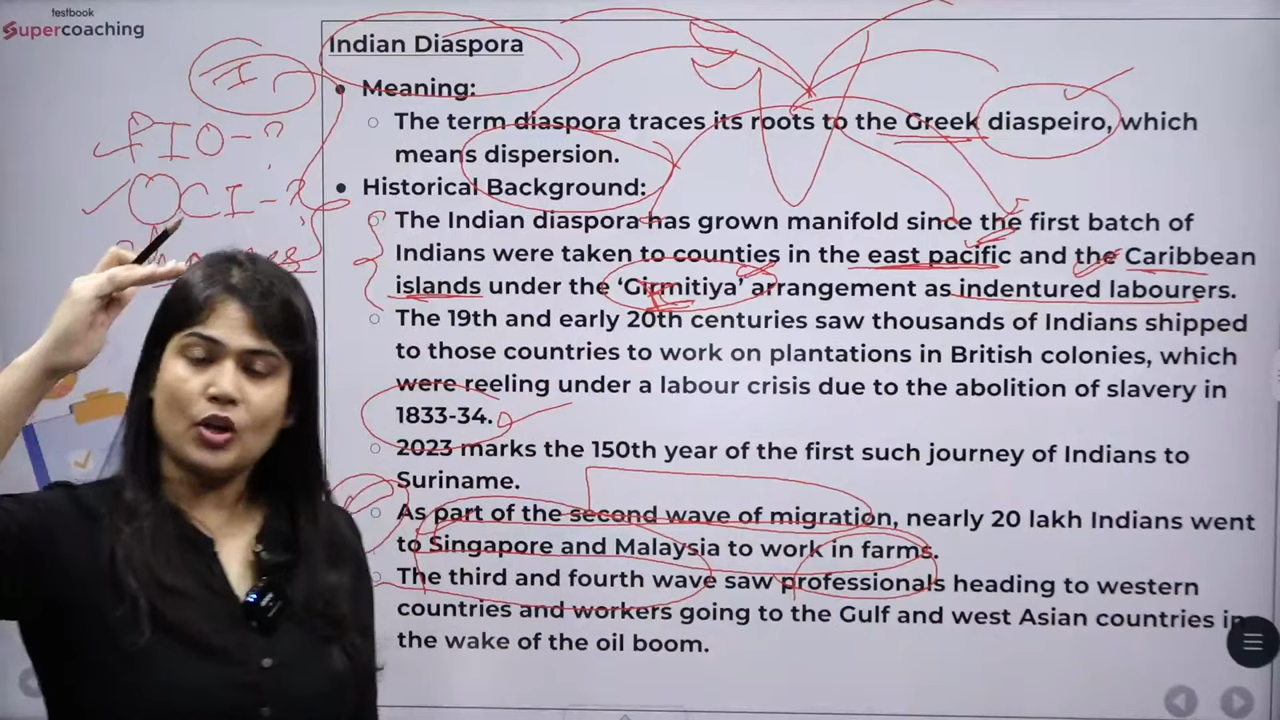 testbook
Supercoaching
Indian Diaspora
Meaning:
The term diaspora traces its roots to the Greek diaspeiro, which
means dispersion.
Historical Background:
The Indian diaspora has grown manifold since the first batch of
Indians were taken to counties in the east pacific and the Caribbean
islands under the ‘Girmitiya’ arrangement as indentured labourers.
The 19th and early 20th centuries saw thousands of Indians shipped
to those countries to work on plantations in British colonies, which
were reeling under a labour crisis due to the abolition of slavery in
1833-34.
2023 marks the 150th year of the first such journey of Indians to
Suriname.
As part of the second wave of migration, nearly 20 lakh Indians went
to Singapore and Malaysia to work in farms.
The third and fourth wave saw professionals heading to western
countries and workers going to the Gulf and west Asian countries in
the wake of the oil boom.
I
PIO-?
OCI-?